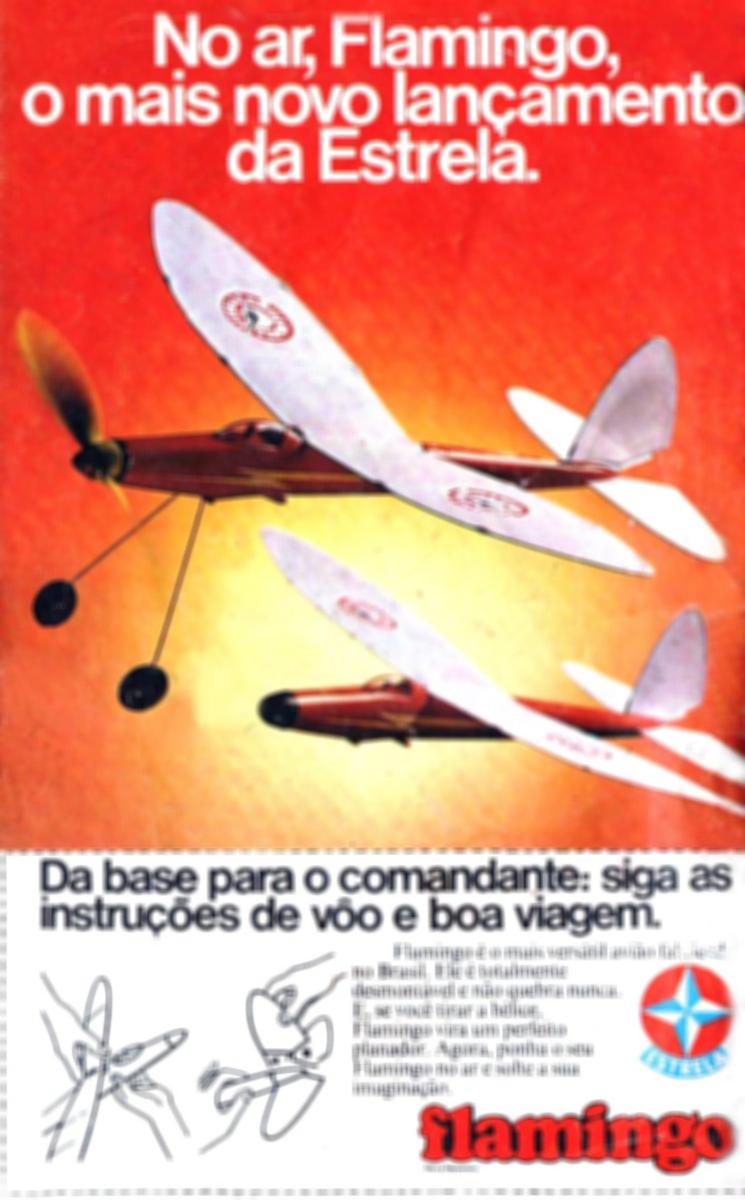 No ar, Flamingo,
o mais novo lançamento
da Estrela.
Da base para o comandante: siga as
instruções de vôo e boa viagem.
Flamingo é o mais versátil avião
no Brasil. Ele é totalmente
desmontável e não quebra nunca.
E, se você tirar a hélice,
Flamingo vira um perfeito
planador. Agora, ponha o seu
Flamingo no ar e solte a sua
imaginação.
ESTRELA
flamingo